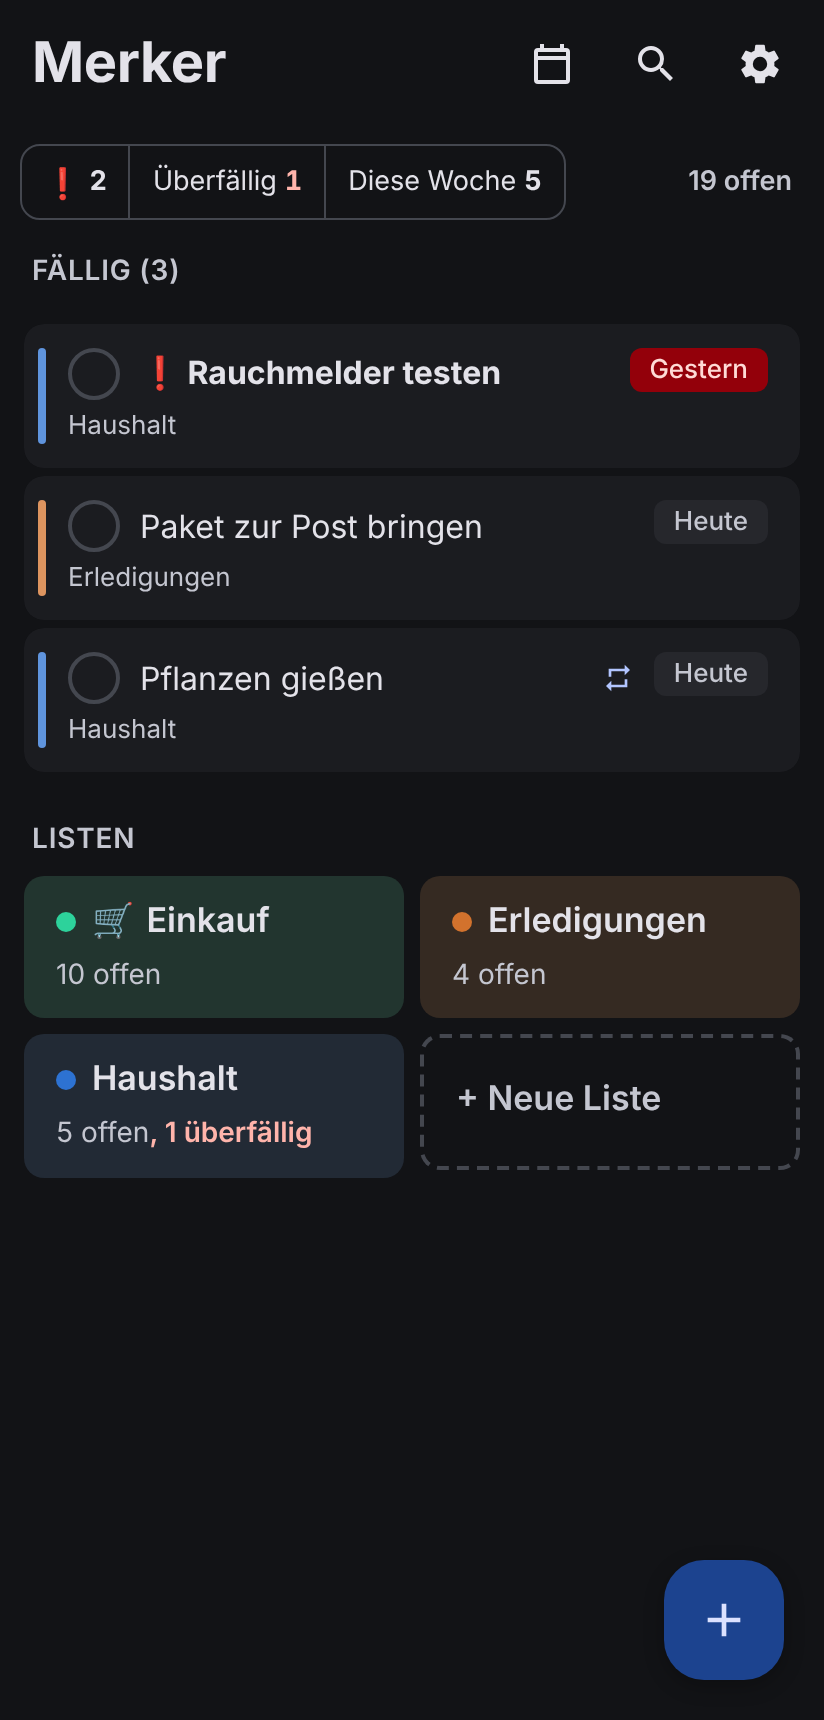 Merker
❗ 2 Überfällig 1 Diese Woche 5 19 offen
FÄLLIG (3)
❗ Rauchmelder testen Gestern
Haushalt
Paket zur Post bringen Heute
Erledigungen
Pflanzen gießen Heute
Haushalt
LISTEN
🛒 Einkauf
10 offen
Erledigungen
4 offen
Haushalt
5 offen, 1 überfällig
+ Neue Liste